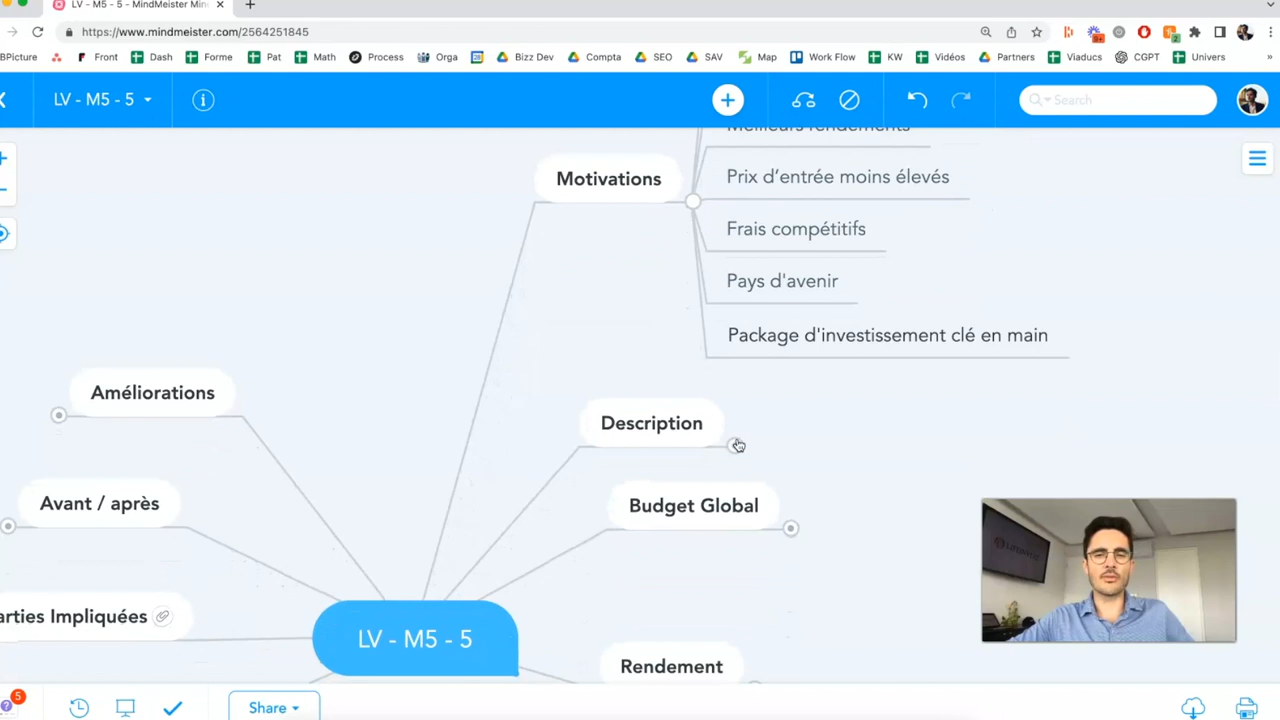 LV - M5 - 5 - MindMeister Min
https://www.mindmeister.com/2564251845
BPicture
Front
Dash
Forme
Pat
Math
Process
Orga
Bizz Dev
Compta
SEO
SAV
Map
Work Flow
KW
Vidéos
Partners
Viaducs
CGPT
Univers
»
LV - M5 - 5
Search
Meilleurs rendements
Motivations
Prix d’entrée moins élevés
Frais compétitifs
Pays d'avenir
Package d'investissement clé en main
Améliorations
Description
Avant / après
Budget Global
arties Impliquées
LV - M5 - 5
Rendement
5
Share